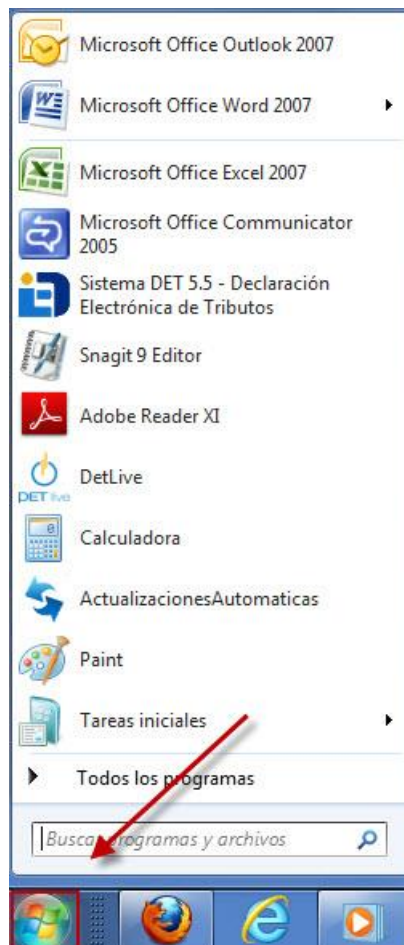 Microsoft Office Outlook 2007
Microsoft Office Word 2007
Microsoft Office Excel 2007
Microsoft Office Communicator
2005
Sistema DET 5.5 - Declaración
Electrónica de Tributos
Snagit 9 Editor
Adobe Reader XI
DetLive
DET live
Calculadora
ActualizacionesAutomaticas
Paint
Tareas iniciales
Todos los programas
Buscar programas y archivos